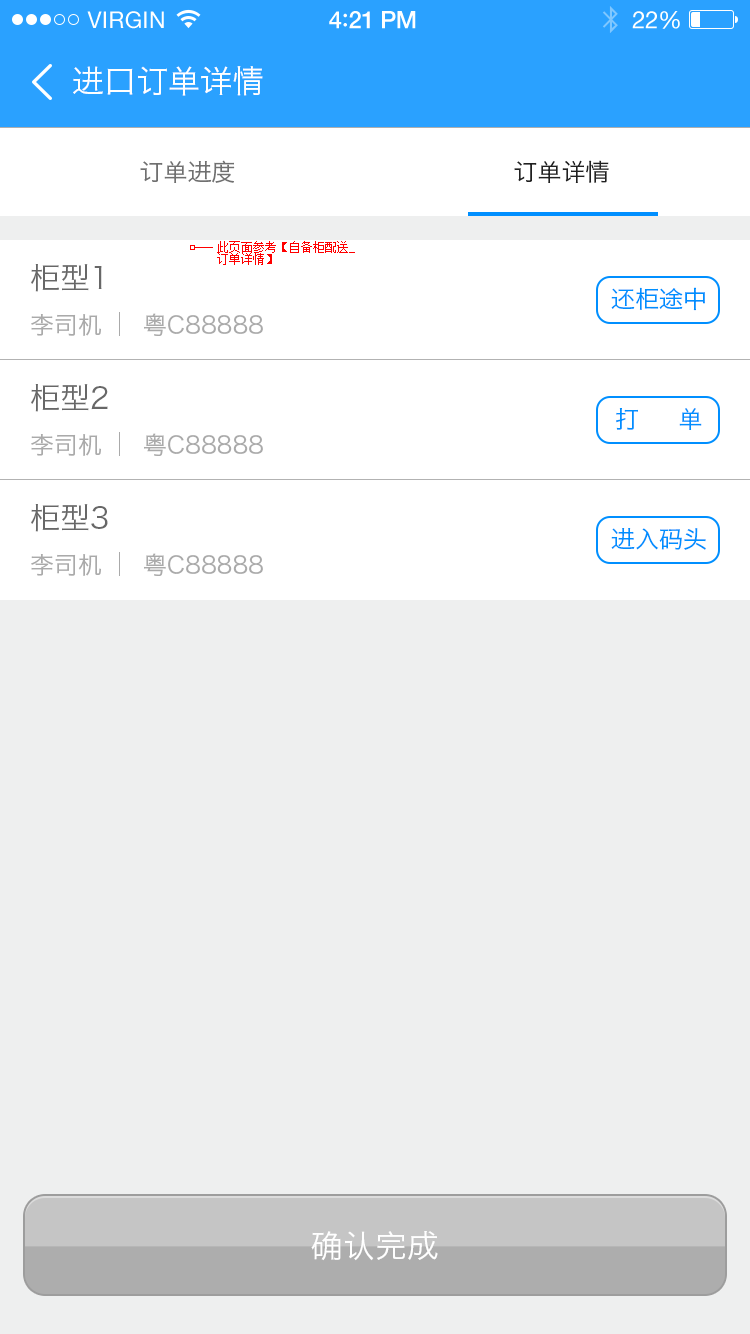 VIRGIN 4:21 PM 22%
进口订单详情
订单进度 订单详情
此页面参考【自备柜配送_
订单详情】
柜型1
李司机 粤C88888
还柜途中
柜型2
李司机 粤C88888
打 单
柜型3
李司机 粤C88888
进入码头
确认完成